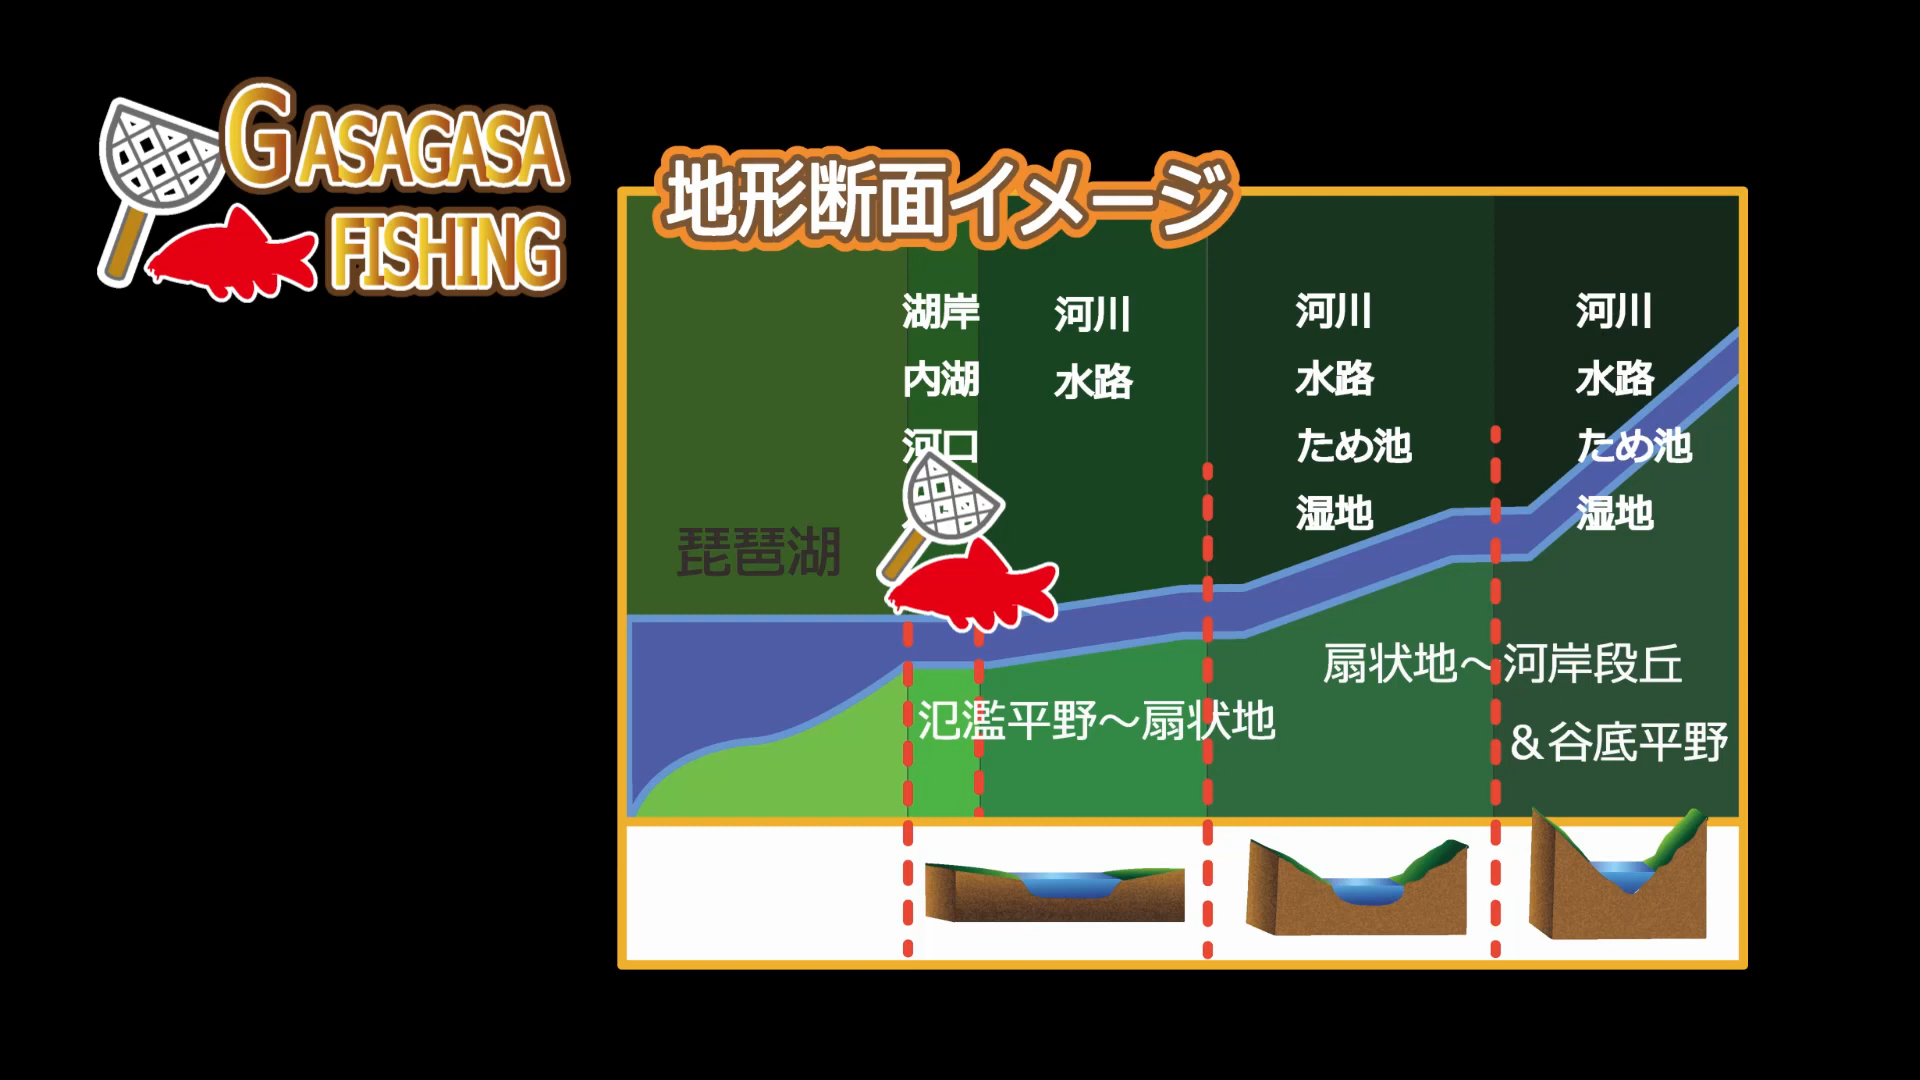 GASAGASA
FISHING
地形断面イメージ
湖岸
内湖
河口
河川
水路
河川
水路
ため池
湿地
河川
水路
ため池
湿地
琵琶湖
氾濫平野～扇状地
扇状地～河岸段丘
＆谷底平野